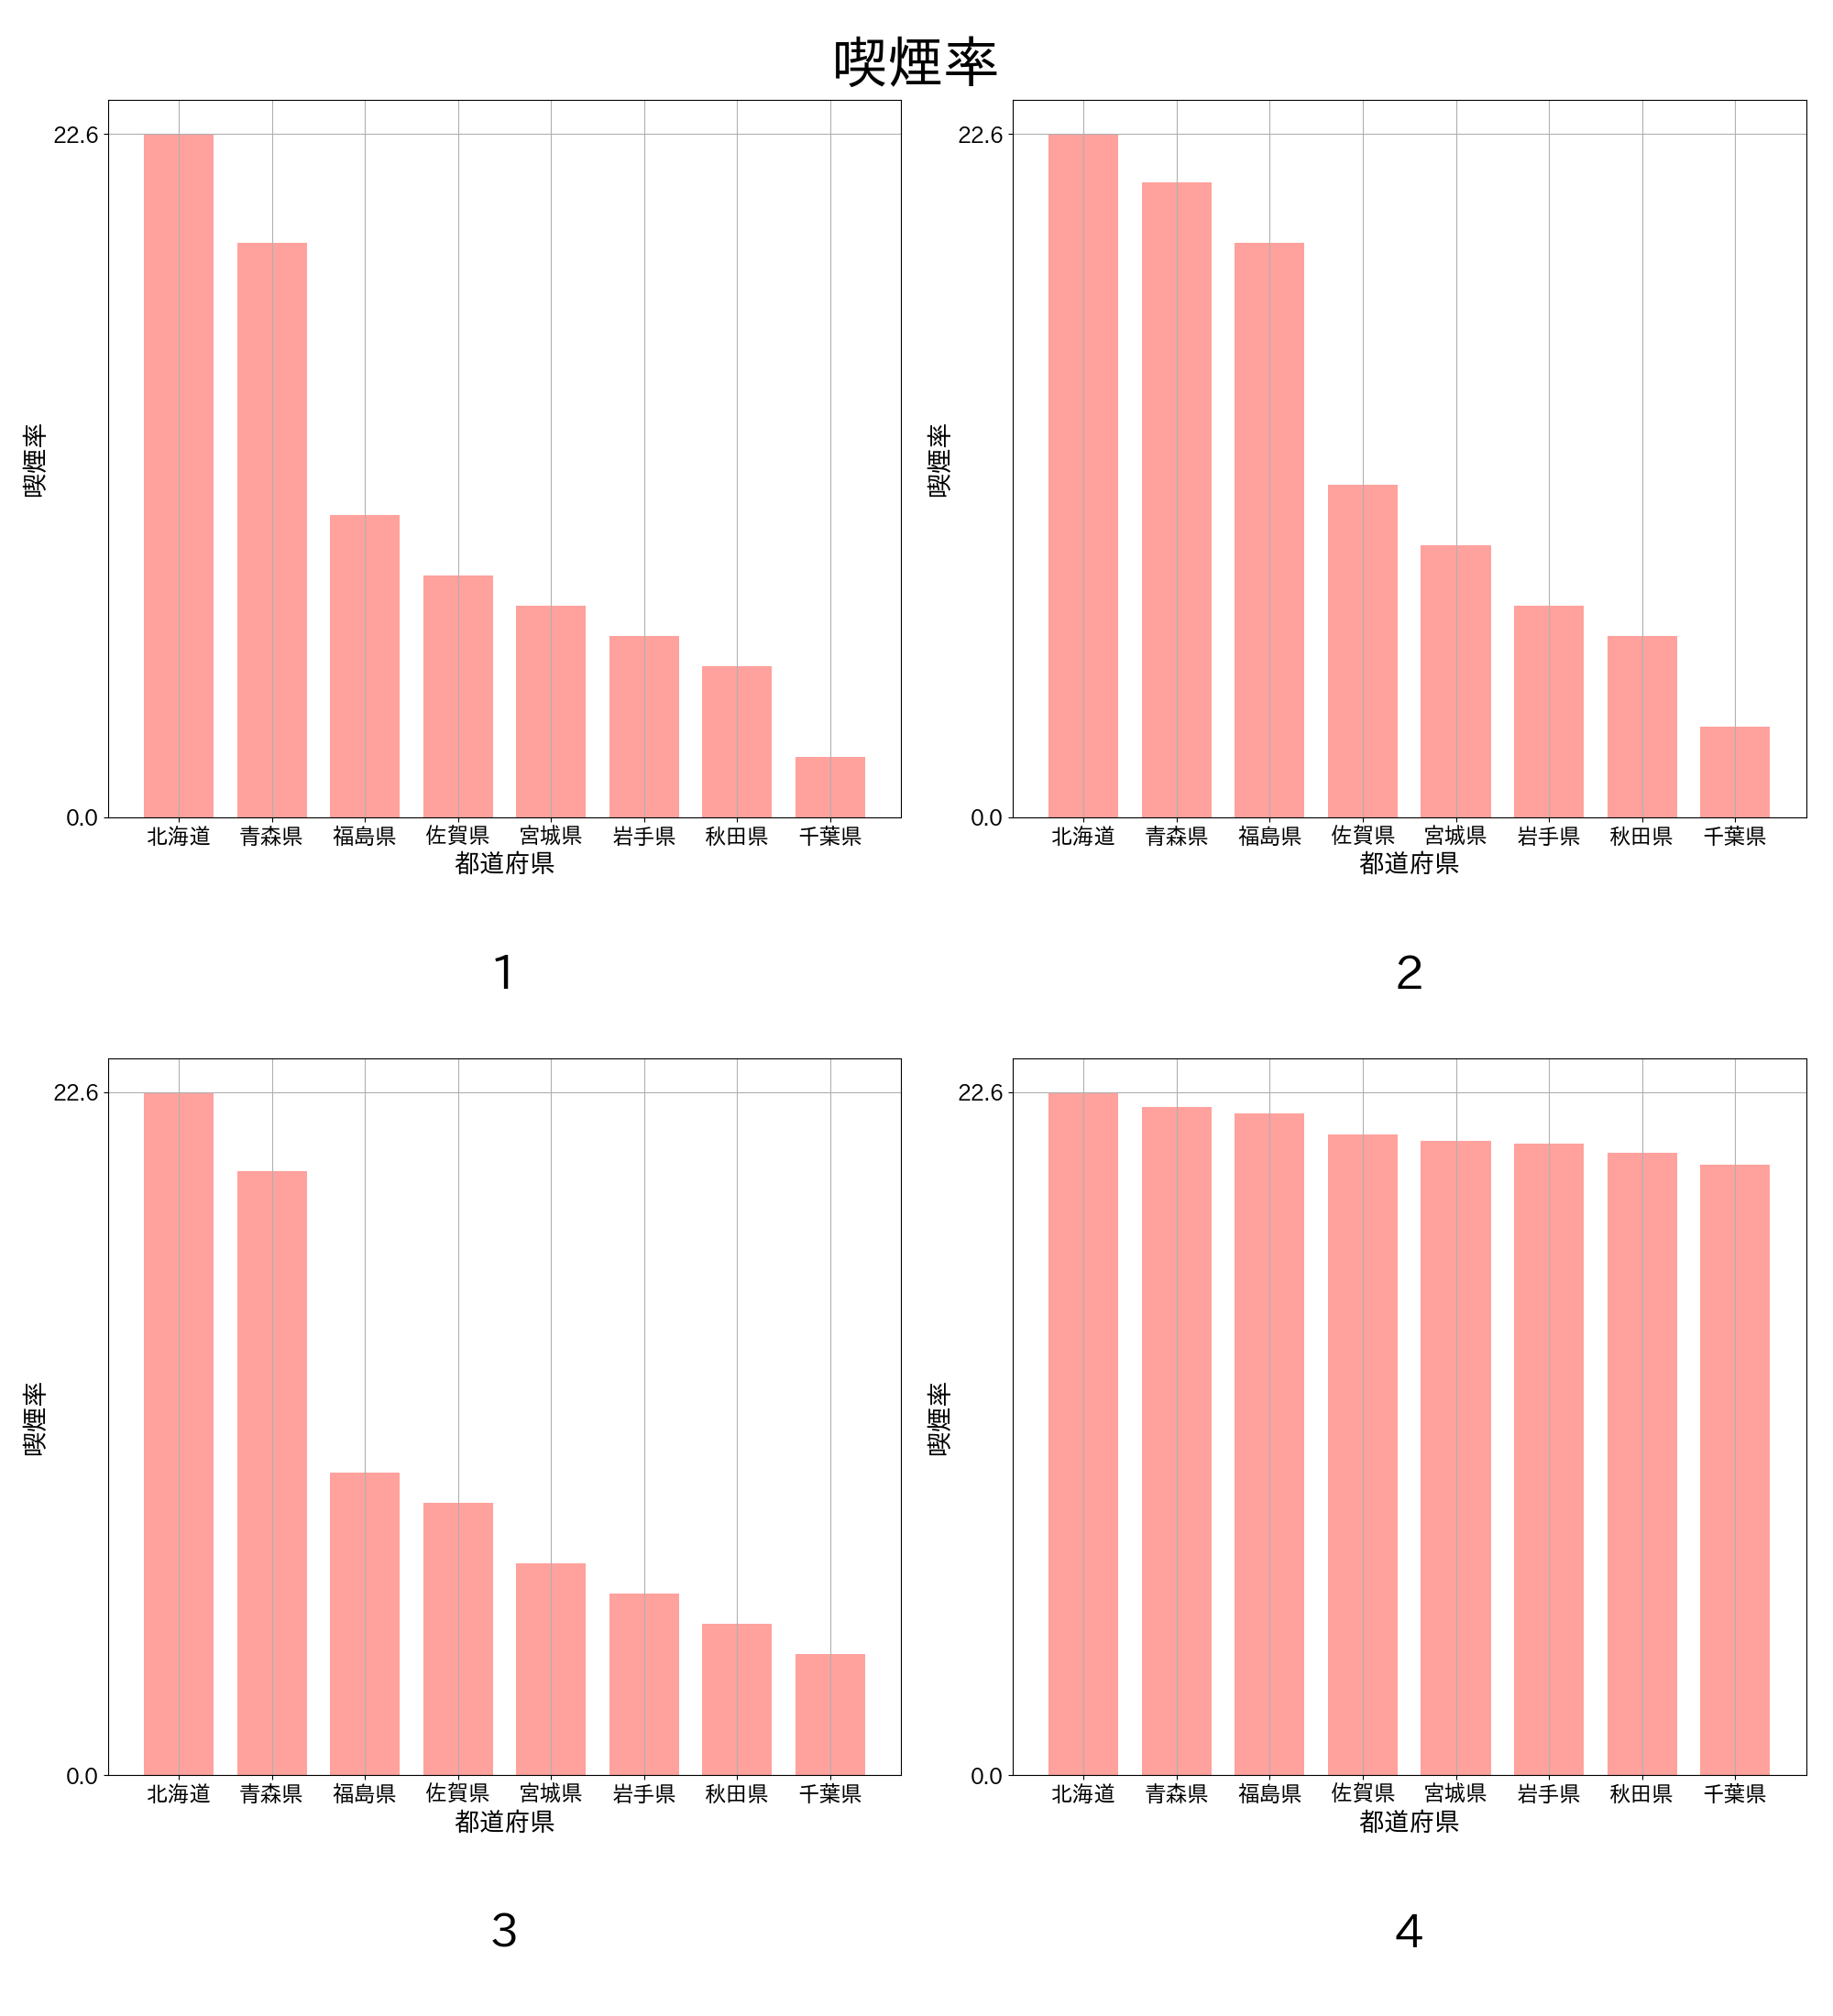 喫煙率
22.6
0.0
喫煙率
北海道 青森県 福島県 佐賀県 宮城県 岩手県 秋田県 千葉県
都道府県
1
22.6
0.0
喫煙率
北海道 青森県 福島県 佐賀県 宮城県 岩手県 秋田県 千葉県
都道府県
2
22.6
0.0
喫煙率
北海道 青森県 福島県 佐賀県 宮城県 岩手県 秋田県 千葉県
都道府県
3
22.6
0.0
喫煙率
北海道 青森県 福島県 佐賀県 宮城県 岩手県 秋田県 千葉県
都道府県
4